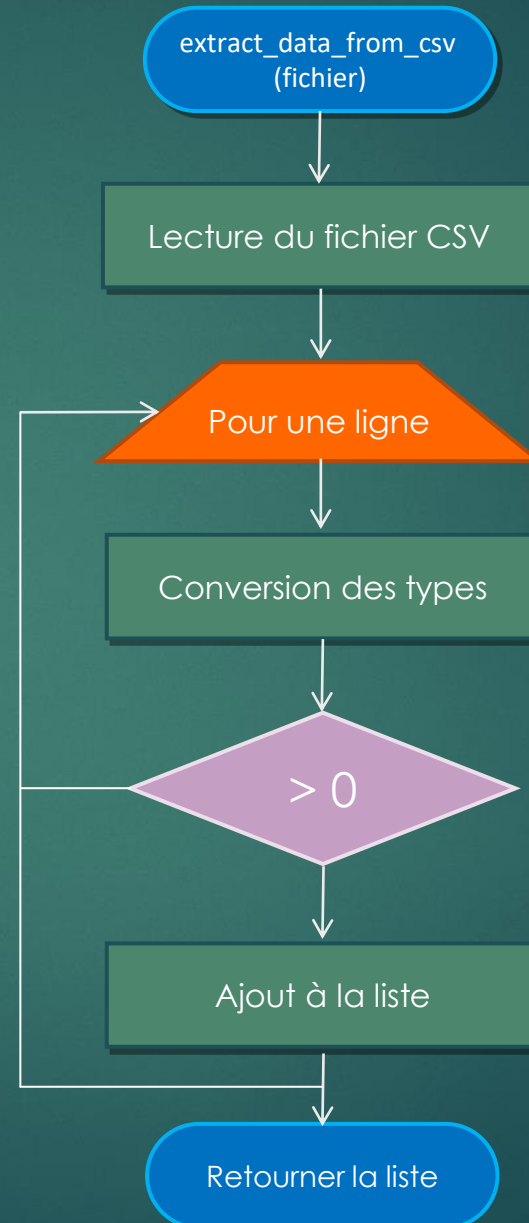 extract_data_from_csv
(fichier)
Lecture du fichier CSV
Pour une ligne
Conversion des types
> 0
Ajout à la liste
Retourner la liste